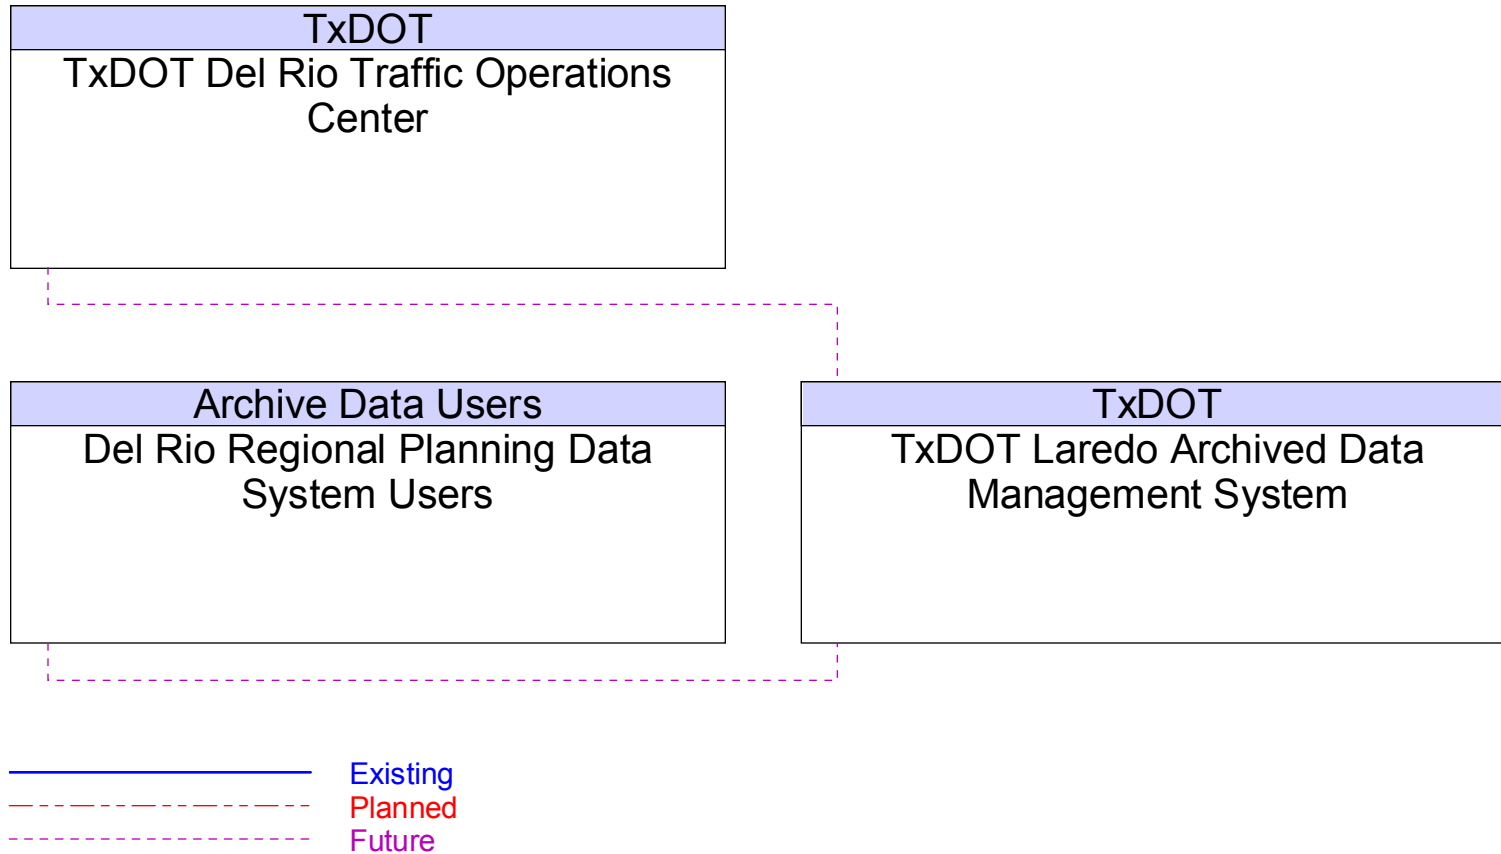 TxDOT
TxDOT Del Rio Traffic Operations
Center
Archive Data Users
Del Rio Regional Planning Data
System Users
TxDOT
TxDOT Laredo Archived Data
Management System
Existing
Planned
Future